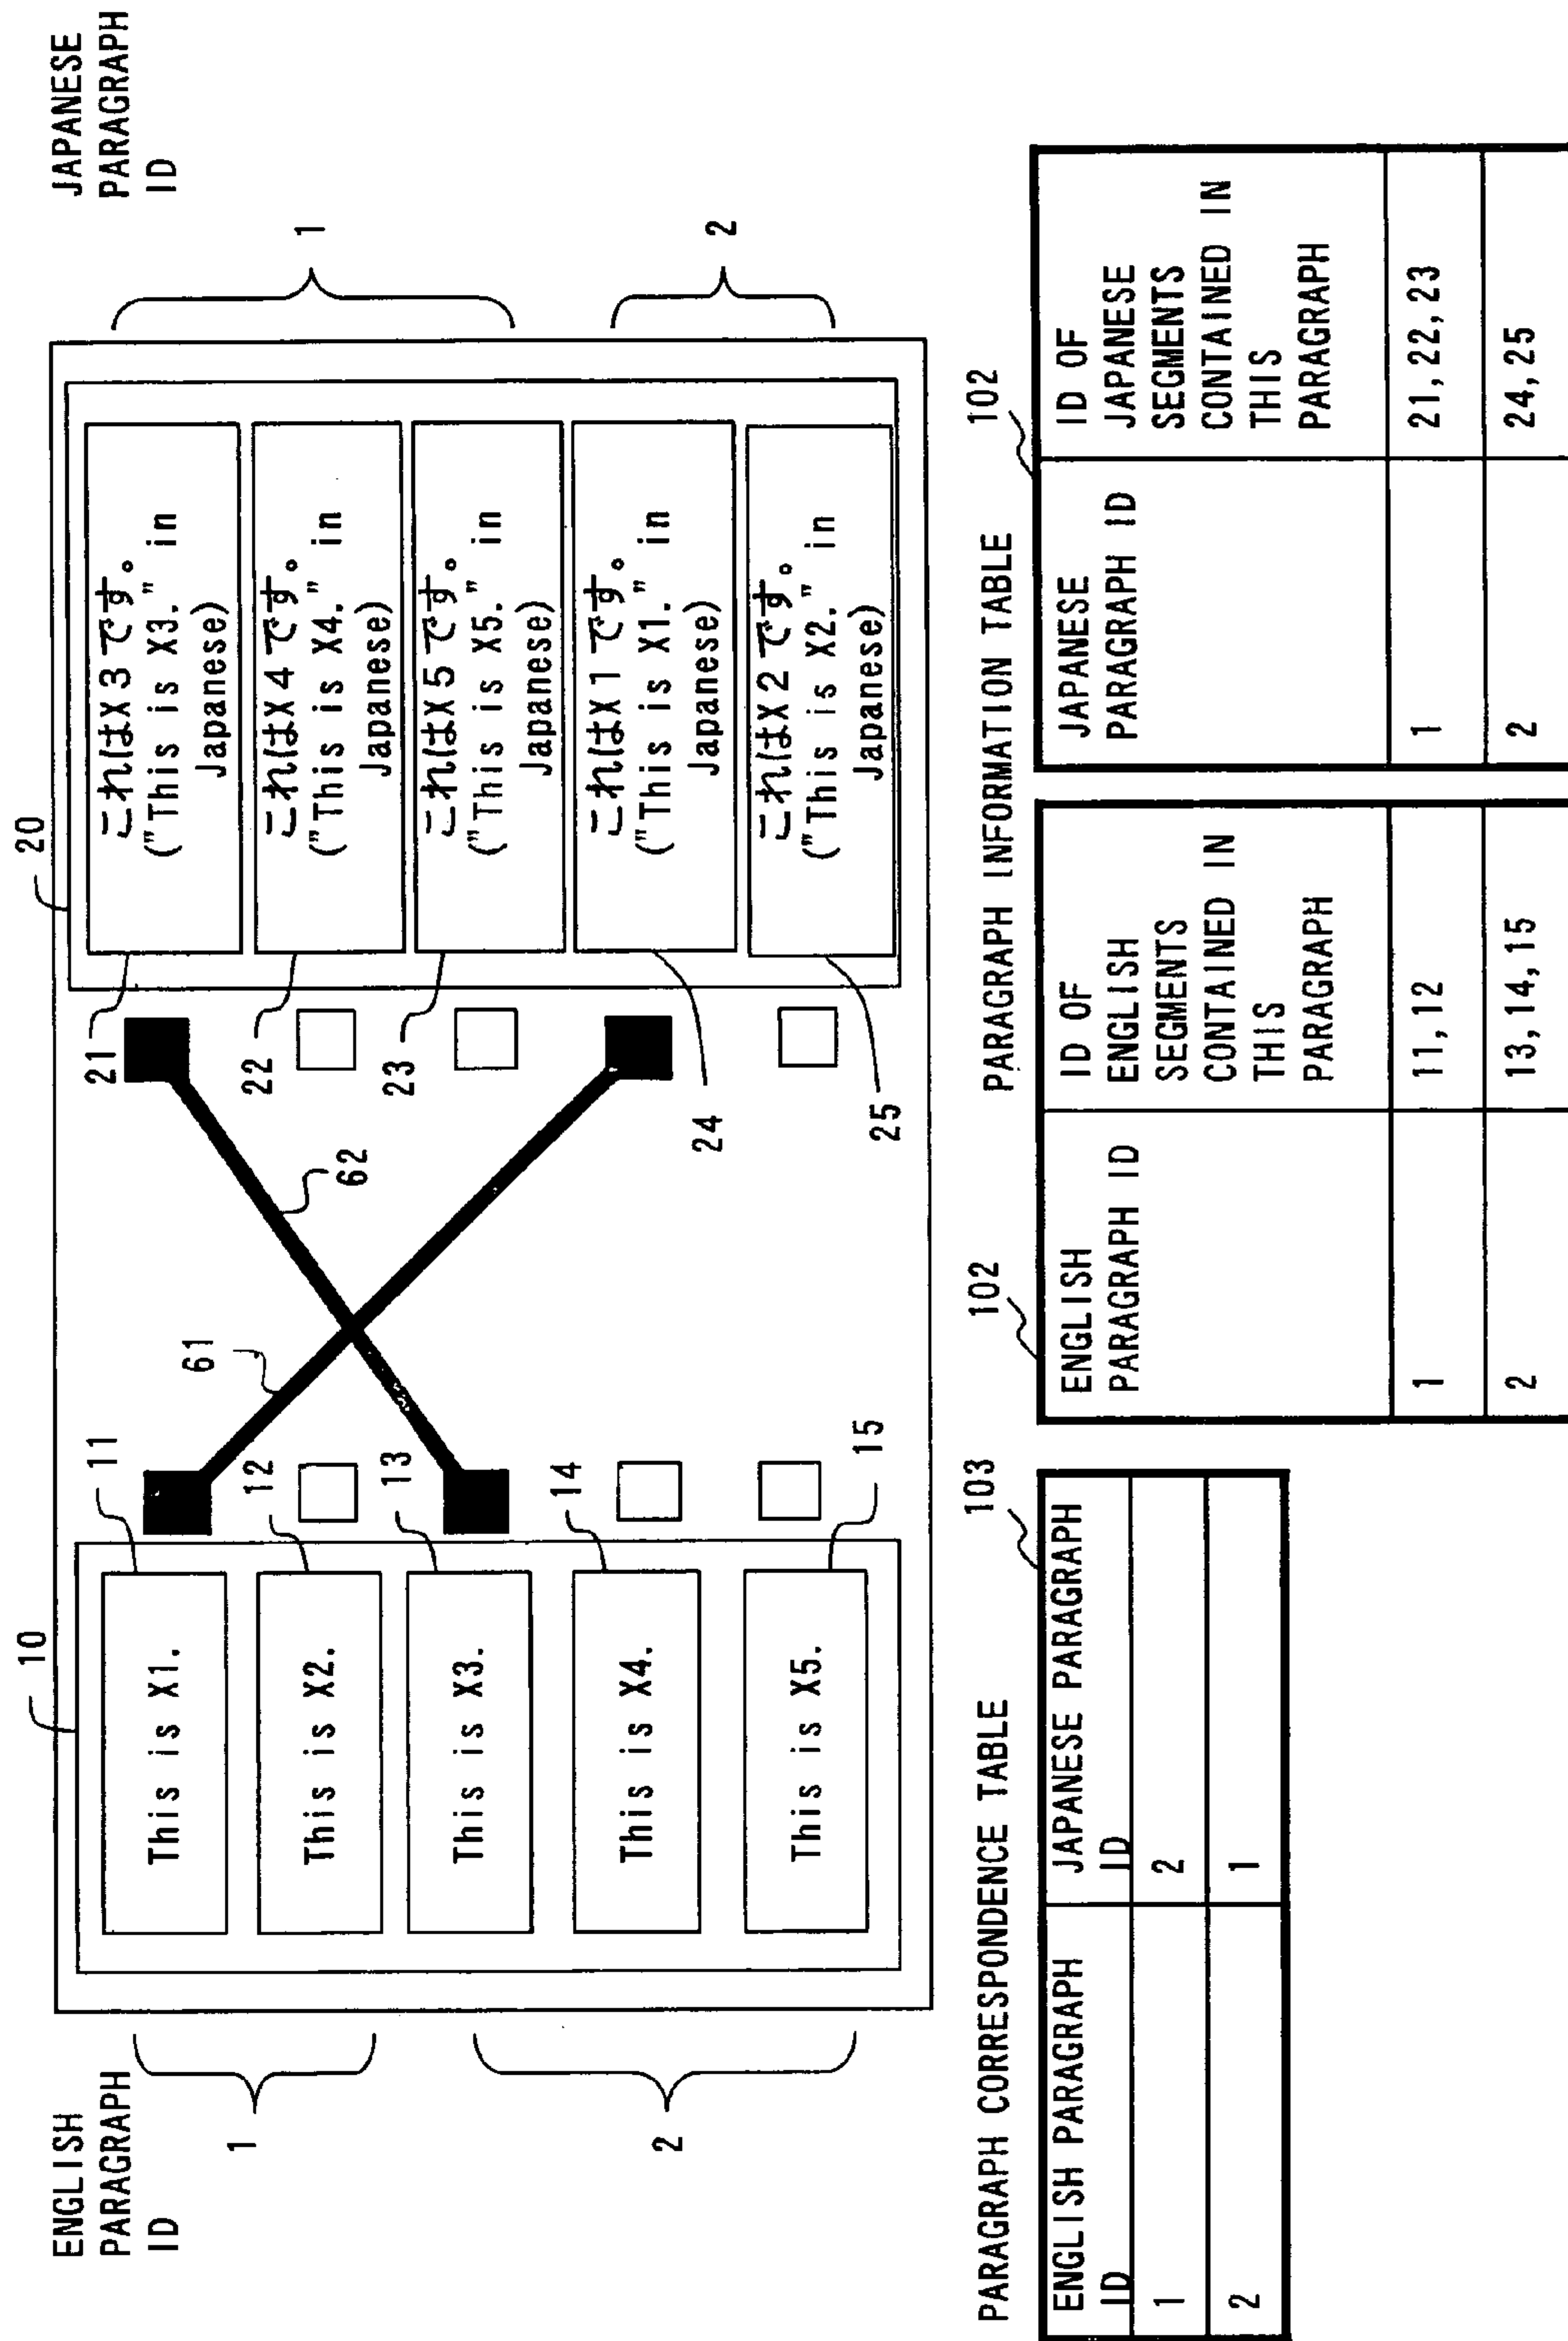 ENGLISH
PARAGRAPH
ID
JAPANESE
PARAGRAPH
ID
10
20
1
2
This is X1.
This is X2.
This is X3.
This is X4.
This is X5.
11
12
13
14
15
61
62
21
22
23
24
25
これはX3です。
("This is X3." in
Japanese)
これはX4です。
("This is X4." in
Japanese)
これはX5です。
("This is X5." in
Japanese)
これはX1です。
("This is X1." in
Japanese)
これはX2です。
("This is X2." in
Japanese)
1
2
PARAGRAPH CORRESPONDENCE TABLE
103
ENGLISH PARAGRAPH
ID
JAPANESE PARAGRAPH
ID
1
2
2
1
PARAGRAPH INFORMATION TABLE
102
ENGLISH
PARAGRAPH ID
ID OF
ENGLISH
SEGMENTS
CONTAINED IN
THIS
PARAGRAPH
1
11,12
2
13,14,15
102
JAPANESE
PARAGRAPH ID
ID OF
JAPANESE
SEGMENTS
CONTAINED IN
THIS
PARAGRAPH
1
21,22,23
2
24,25